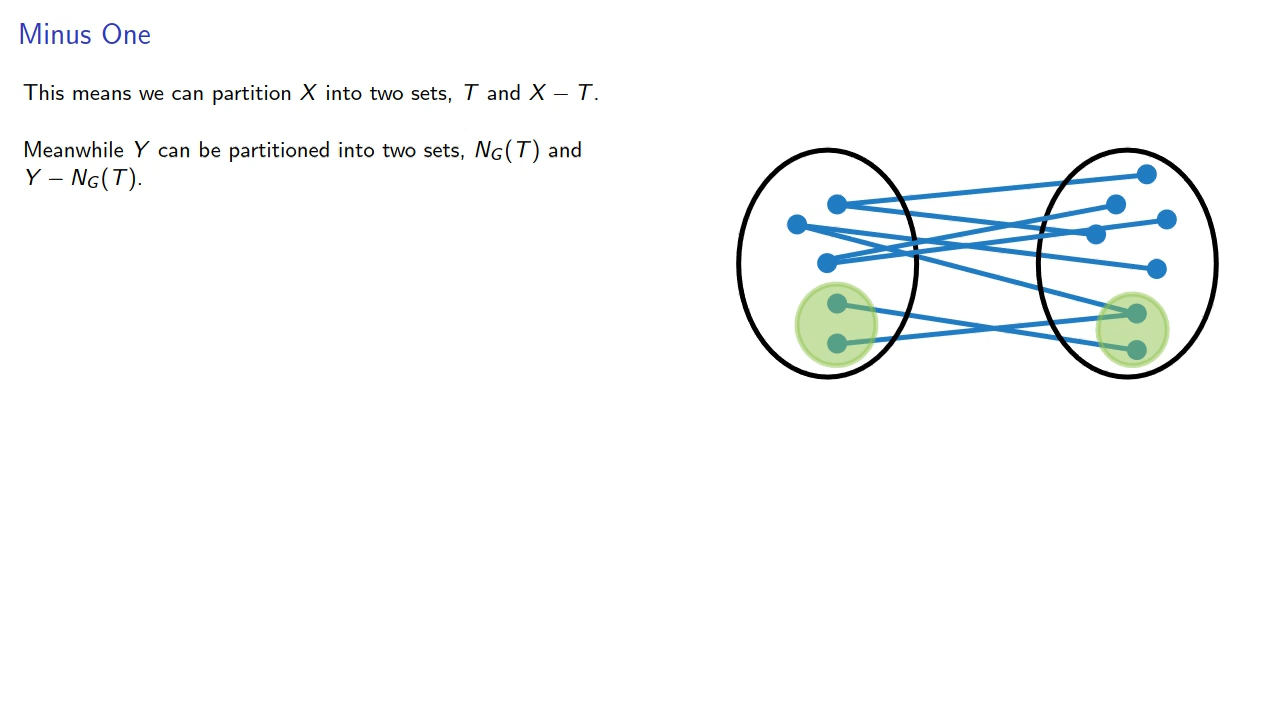 Minus One
This means we can partition X into two sets, T and X − T.
Meanwhile Y can be partitioned into two sets, N_G(T) and
Y − N_G(T).